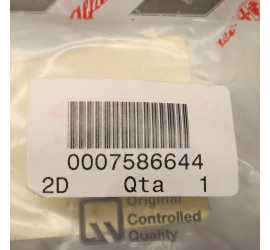 0007586644
2D Qta 1
Original
Controlled
Quality